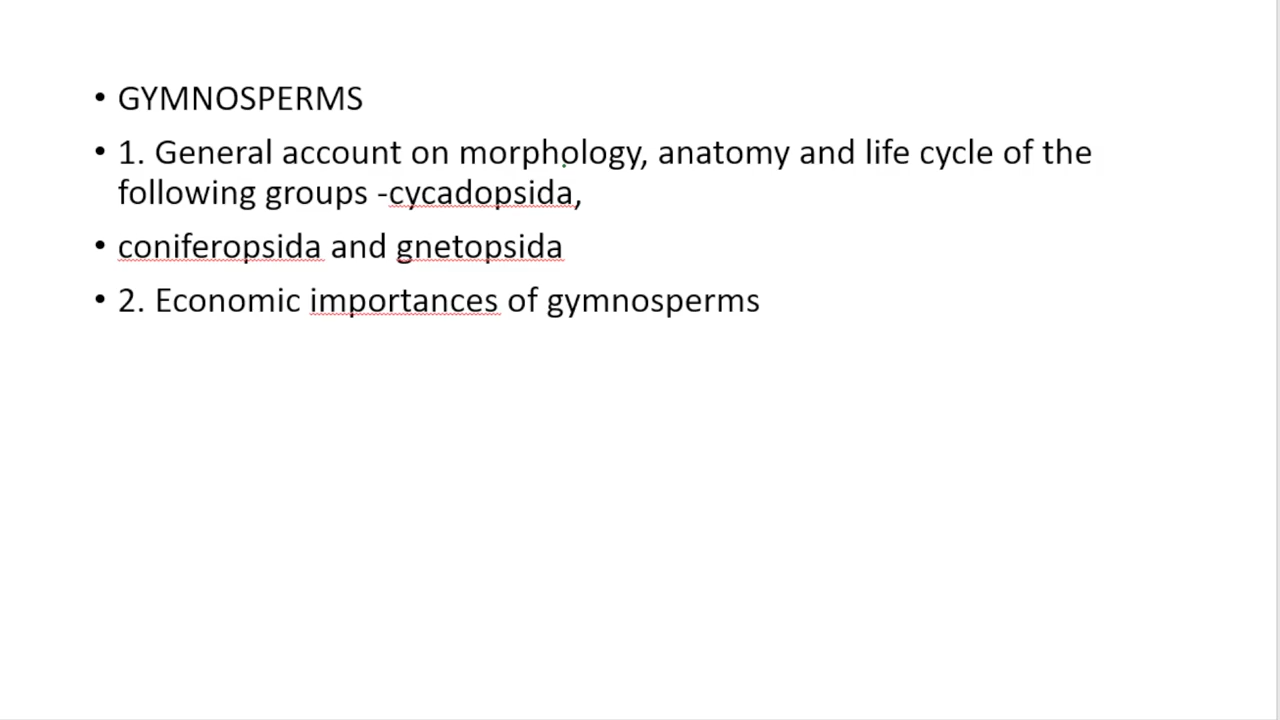 • GYMNOSPERMS
• 1. General account on morphology, anatomy and life cycle of the
following groups -cycadopsida,
• coniferopsida and gnetopsida
• 2. Economic importances of gymnosperms